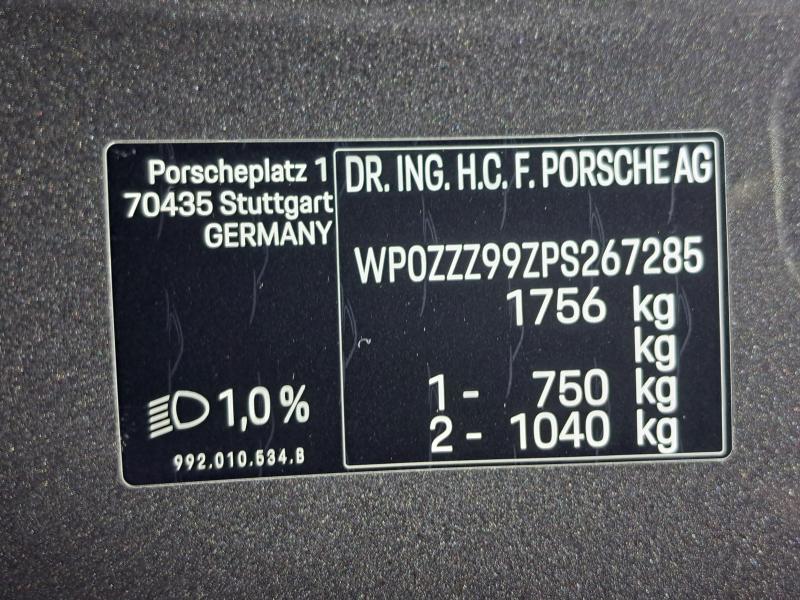 Porscheplatz 1
70435 Stuttgart
GERMANY
1,0%
992.010.534.B
DR. ING. H.C. F. PORSCHE AG
WP0ZZZ99ZPS267285
1756 kg
kg
1 - 750 kg
2 - 1040 kg